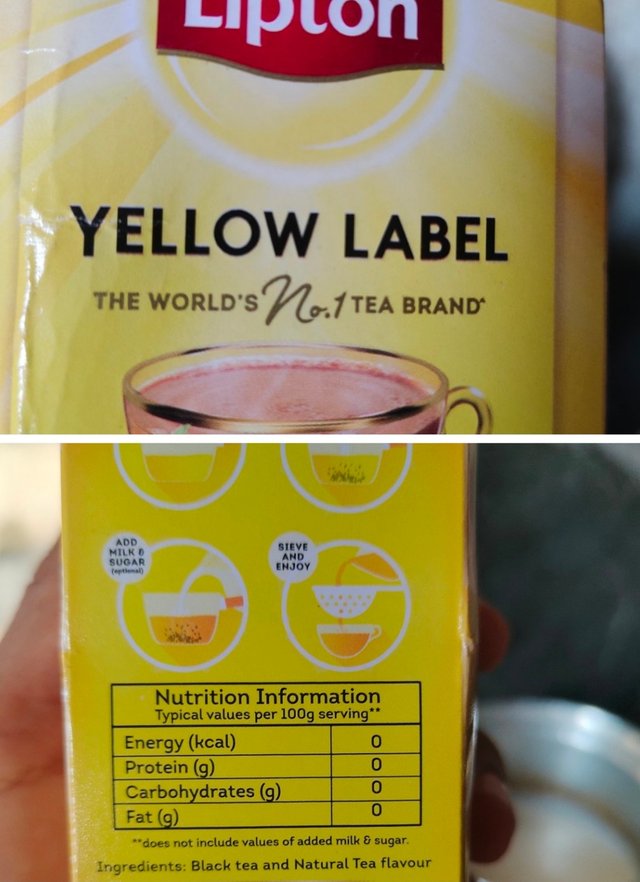 Lipton
YELLOW LABEL
THE WORLD'S No.1 TEA BRAND^
ADD
MILK &
SUGAR
(optional)
SIEVE
AND
ENJOY
Nutrition Information
Typical values per 100g serving**
Energy (kcal) 0
Protein (g) 0
Carbohydrates (g) 0
Fat (g) 0
**does not include values of added milk & sugar.
Ingredients: Black tea and Natural Tea flavour